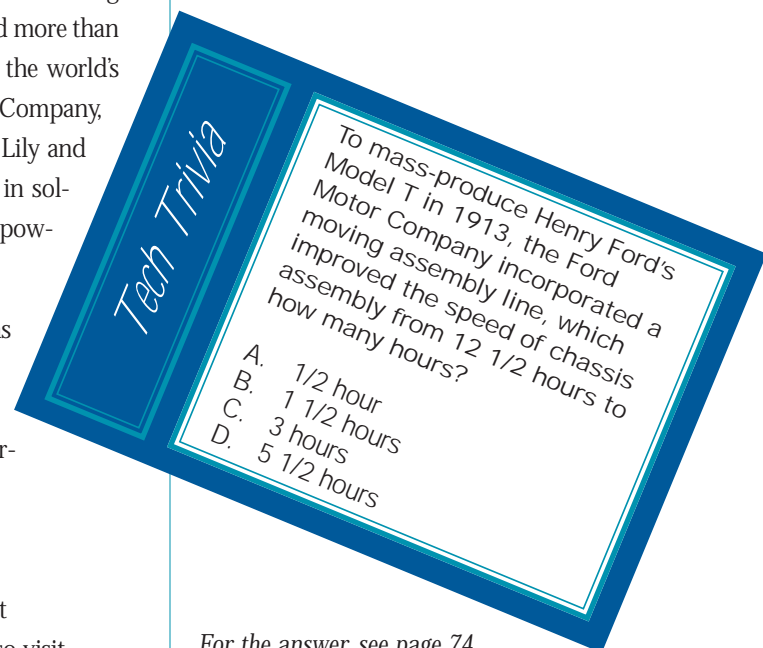 d more than
the world's
Company,
Lily and
in sol-
pow-
r-
Tech Trivia
To mass-produce Henry Ford's
Model T in 1913, the Ford
Motor Company incorporated a
moving assembly line, which
improved the speed of chassis
assembly from 12 1/2 hours to
how many hours?
A. 1/2 hour
B. 1 1/2 hours
C. 3 hours
D. 5 1/2 hours
For the answer, see page 74